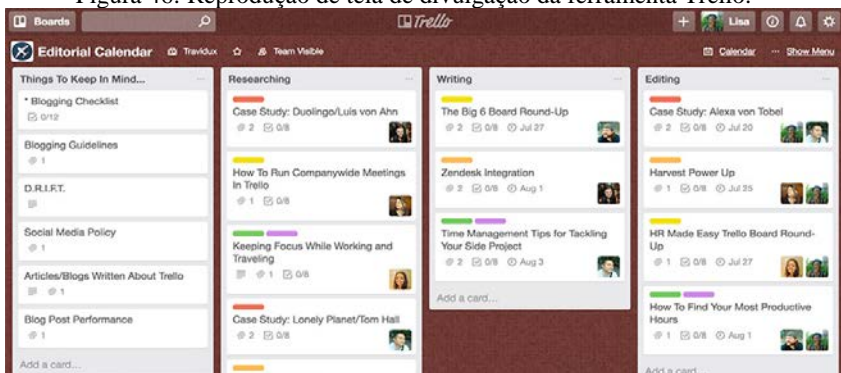 Figura 48. Reprodução de tela de divulgação da ferramenta Trello.
Boards
Trello
Lisa
Editorial Calendar
Travidux
Team Visible
Calendar
Show Menu
Things To Keep In Mind...
* Blogging Checklist
0/12
Blogging Guidelines
1
D.R.I.F.T.
Social Media Policy
1
Articles/Blogs Written About Trello
1
Blog Post Performance
1
Add a card...
Researching
Case Study: Duolingo/Luis von Ahn
2 0/8
How To Run Companywide Meetings
In Trello
1 0/8
Keeping Focus While Working and
Traveling
1 0/8
Case Study: Lonely Planet/Tom Hall
2 0/8
Writing
The Big 6 Board Round-Up
2 0/8 Jul 27
Zendesk Integration
2 0/8 Aug 1
Time Management Tips for Tackling
Your Side Project
2 0/8 Aug 3
Add a card...
Editing
Case Study: Alexa von Tobel
2 0/8 Jul 20
Harvest Power Up
1 0/8 Jul 25
HR Made Easy Trello Board Round-
Up
1 0/8 Jul 27
How To Find Your Most Productive
Hours
1 0/8 Aug 1
Add a card...